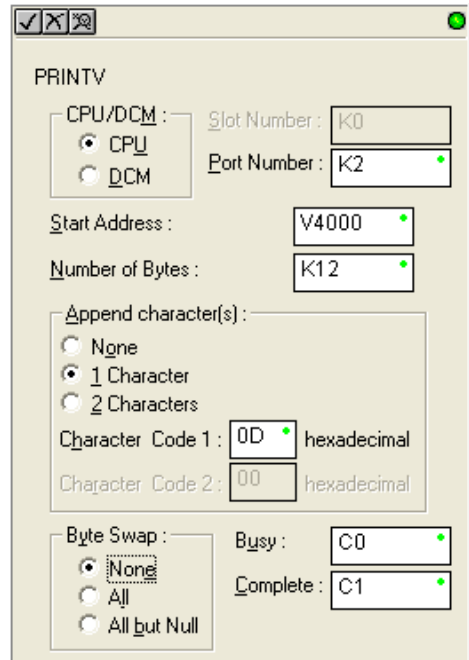 PRINTV
CPU/DCM :
CPU
DCM
Slot Number : K0
Port Number : K2
Start Address : V4000
Number of Bytes : K12
Append character(s) :
None
1 Character
2 Characters
Character Code 1 : 0D hexadecimal
Character Code 2 : 00 hexadecimal
Byte Swap :
None
All
All but Null
Busy : C0
Complete : C1